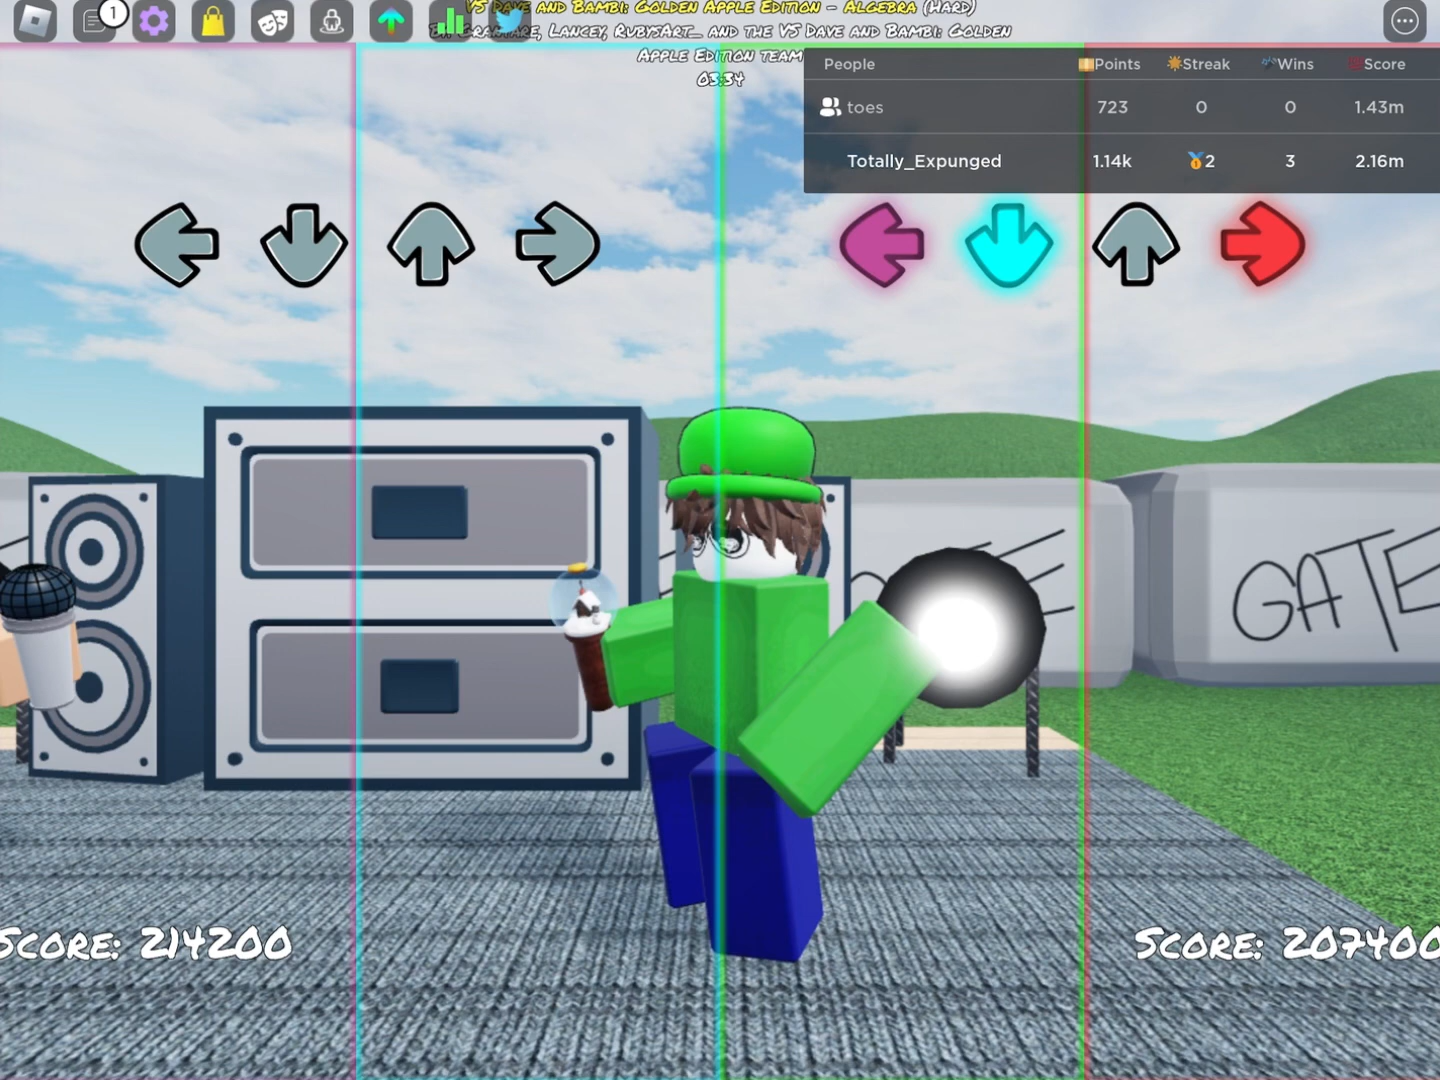 1
VS Dave and Bambi: Golden Apple Edition - Algebra (Hard)
Lancey, RubysArt_ and the VS Dave and Bambi: Golden
Apple Edition team
03:34
People Points Streak Wins Score
toes 723 0 0 1.43m
Totally_Expunged 1.14k 2 3 2.16m
GATE
Score: 214200
Score: 207400